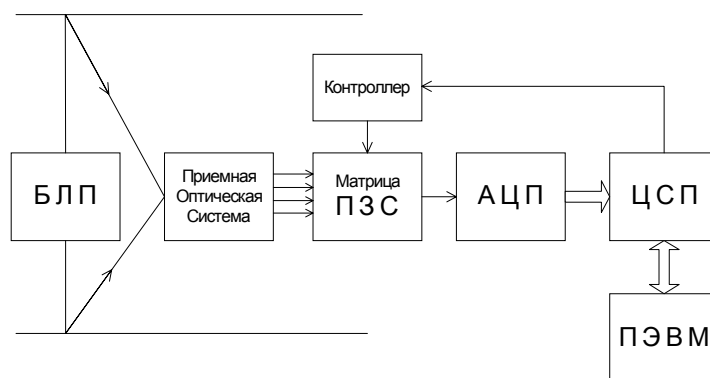 Контроллер
БЛП
Приемная
Оптическая
Система
Матрица
ПЗС
АЦП
ЦСП
ПЭВМ